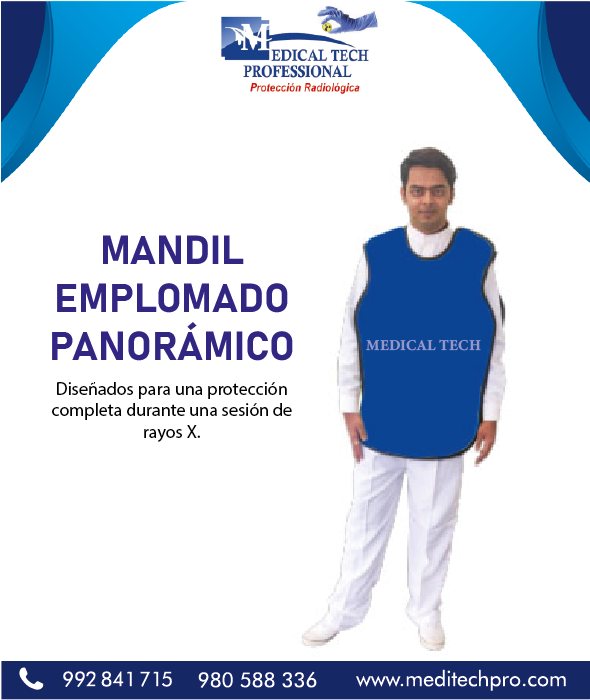 MEDICAL TECH
PROFESSIONAL
Protección Radiológica
MANDIL
EMPLOMADO
PANORÁMICO
Diseñados para una protección
completa durante una sesión de
rayos X.
MEDICAL TECH
992 841 715 980 588 336 www.meditechpro.com